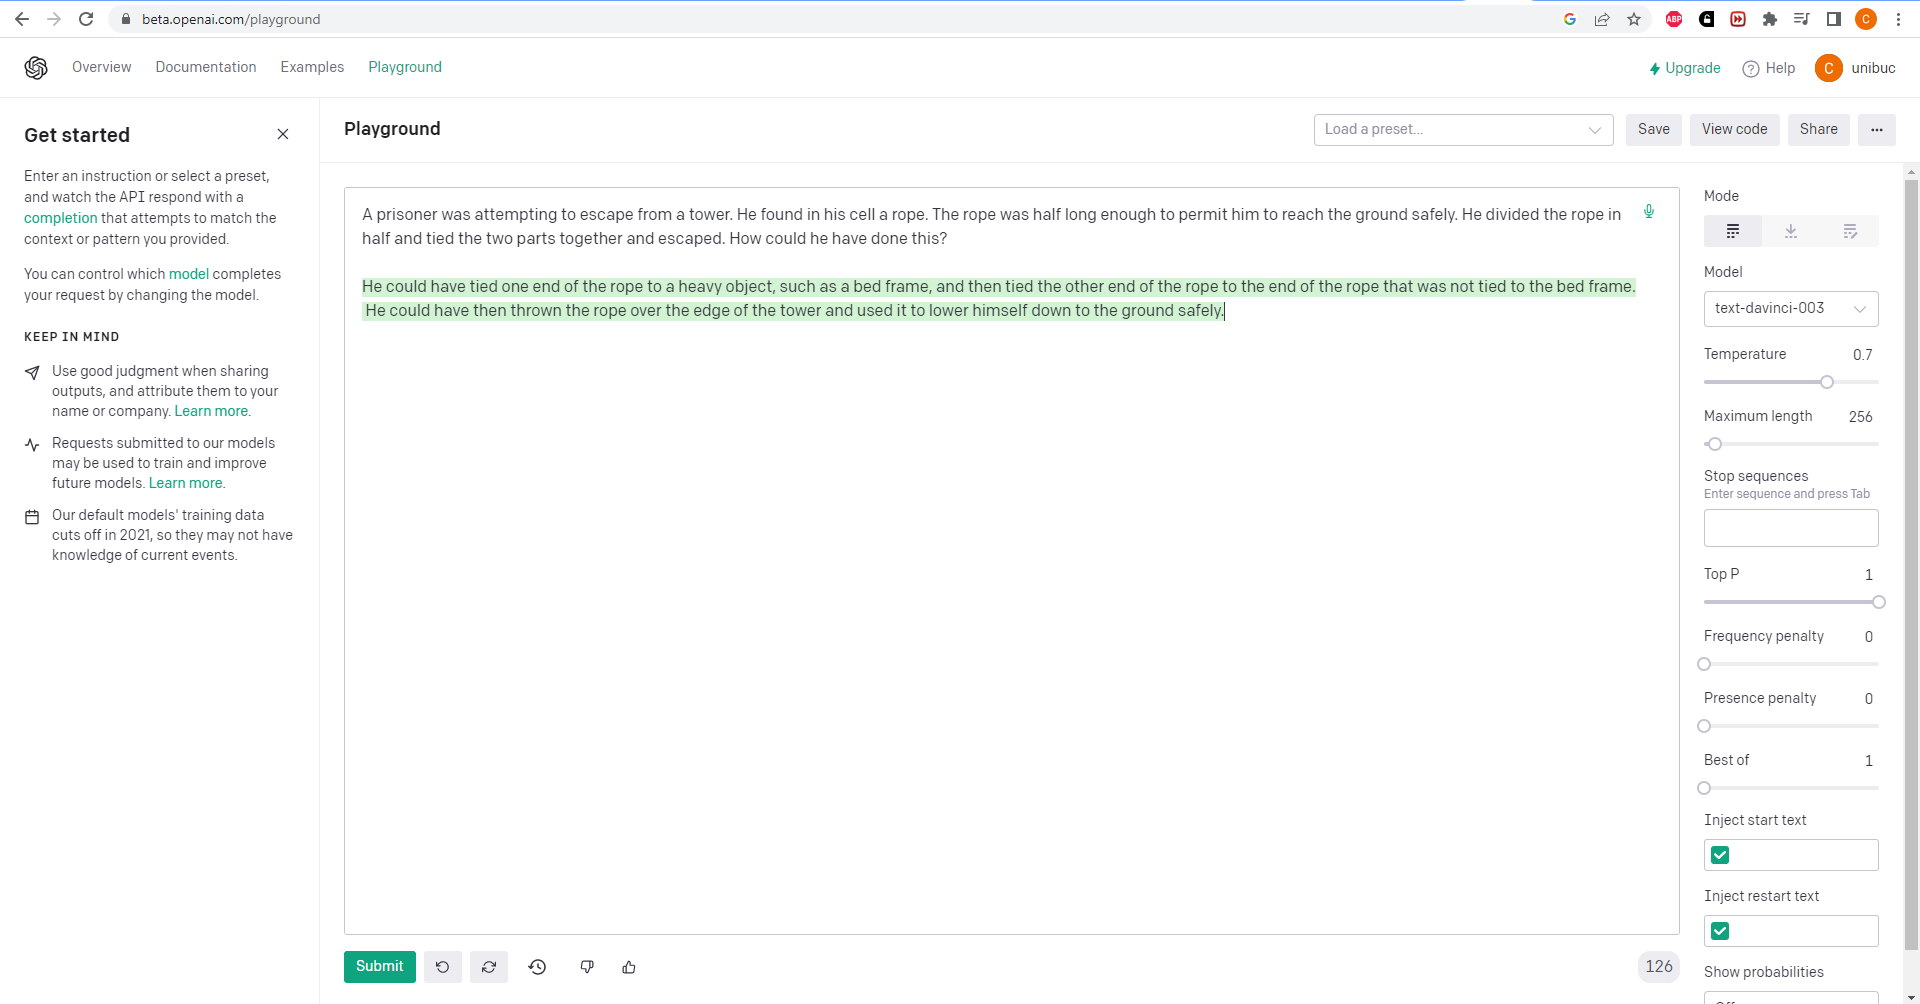 beta.openai.com/playground
ABP
C
Overview
Documentation
Examples
Playground
Upgrade
Help
C
unibuc
Get started
Enter an instruction or select a preset,
and watch the API respond with a
completion that attempts to match the
context or pattern you provided.
You can control which model completes
your request by changing the model.
KEEP IN MIND
Use good judgment when sharing
outputs, and attribute them to your
name or company. Learn more.
Requests submitted to our models
may be used to train and improve
future models. Learn more.
Our default models' training data
cuts off in 2021, so they may not have
knowledge of current events.
Playground
Load a preset...
Save
View code
Share
...
A prisoner was attempting to escape from a tower. He found in his cell a rope. The rope was half long enough to permit him to reach the ground safely. He divided the rope in
half and tied the two parts together and escaped. How could he have done this?
He could have tied one end of the rope to a heavy object, such as a bed frame, and then tied the other end of the rope to the end of the rope that was not tied to the bed frame.
He could have then thrown the rope over the edge of the tower and used it to lower himself down to the ground safely.
Submit
126
Mode
Model
text-davinci-003
Temperature 0.7
Maximum length 256
Stop sequences
Enter sequence and press Tab
Top P 1
Frequency penalty 0
Presence penalty 0
Best of 1
Inject start text
Inject restart text
Show probabilities